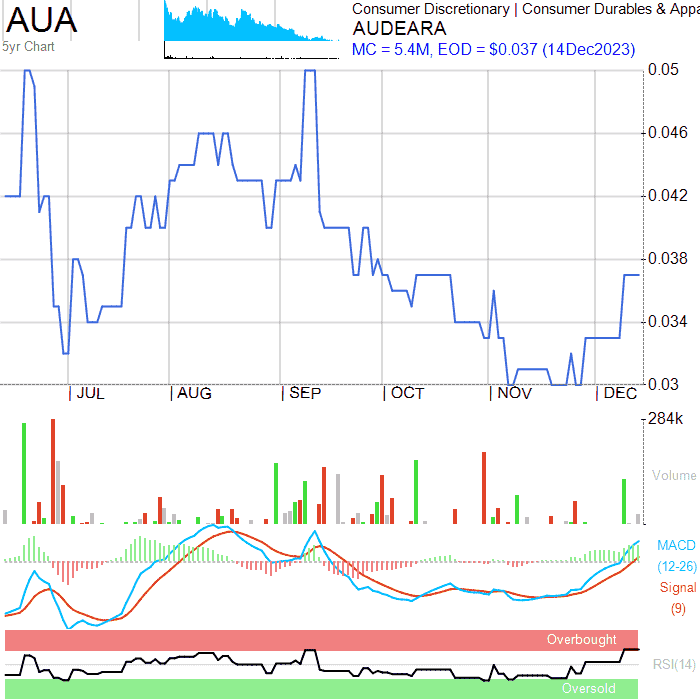 AUA
5yr Chart
Consumer Discretionary | Consumer Durables & Appa
AUDEARA
MC = 5.4M, EOD = $0.037 (14Dec2023)
0.05
0.046
0.042
0.038
0.034
0.03
JUL
AUG
SEP
OCT
NOV
DEC
284k
Volume
MACD
(12-26)
Signal
(9)
Overbought
RSI(14)
Oversold